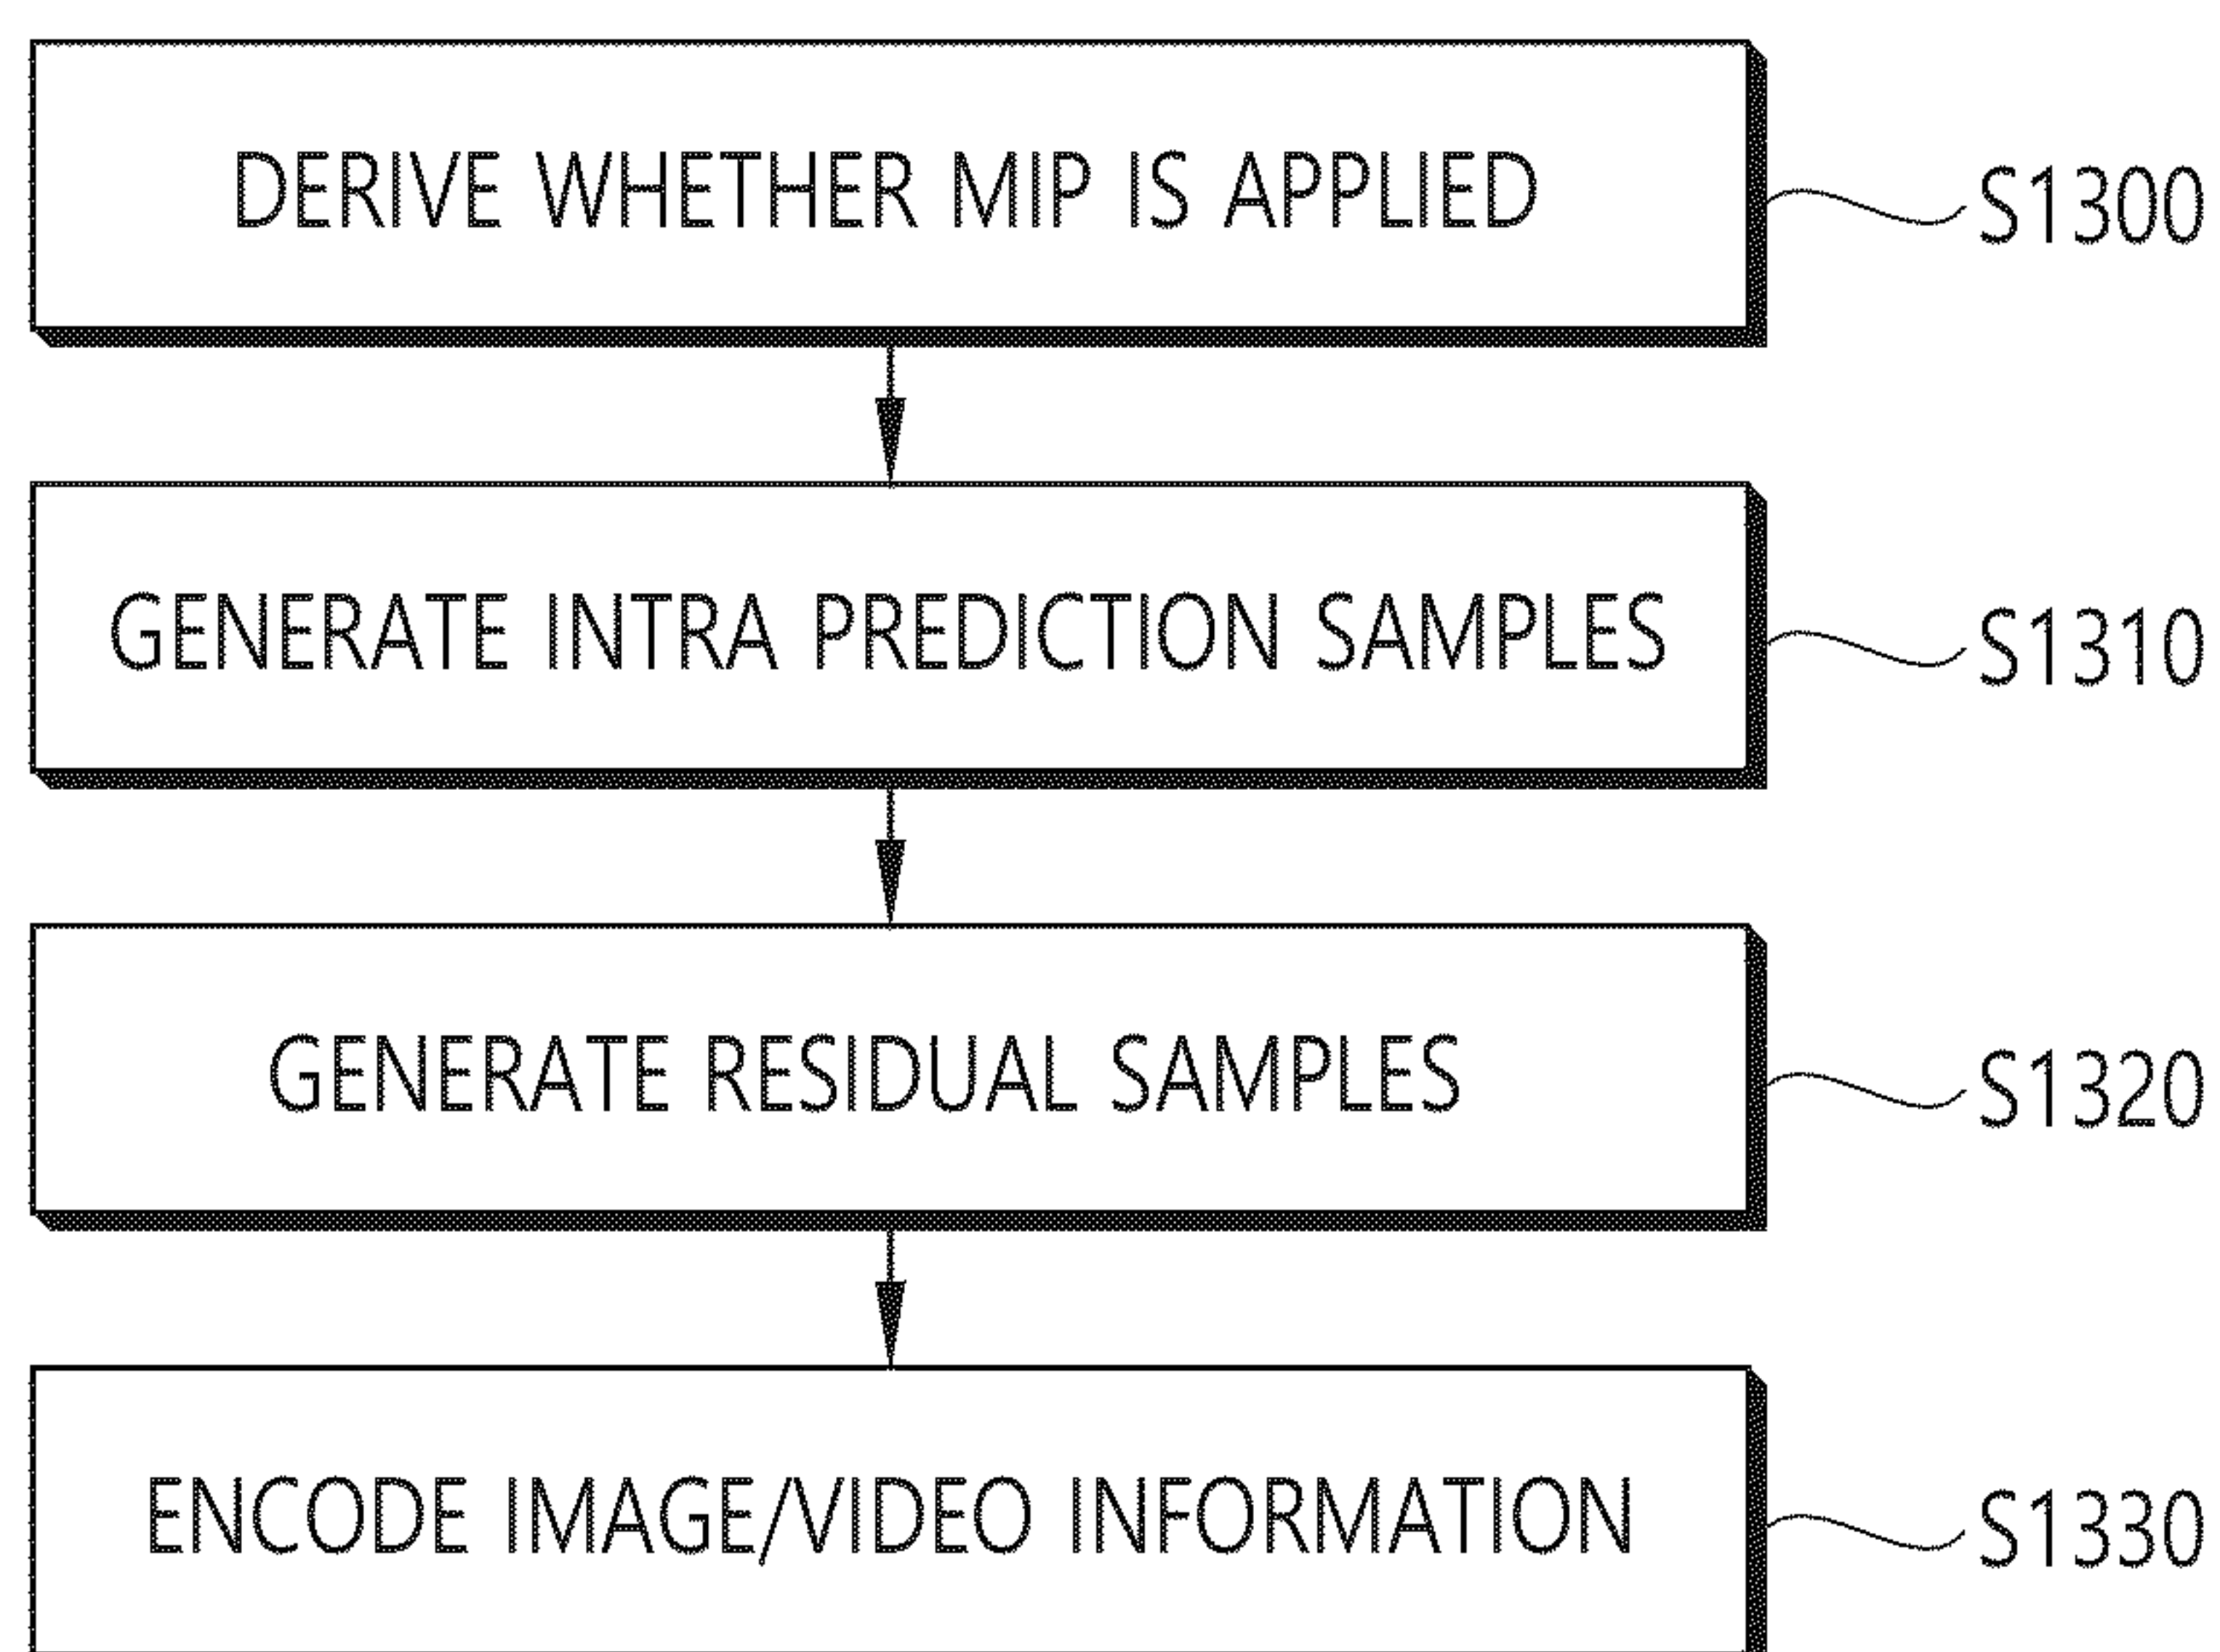 DERIVE WHETHER MIP IS APPLIED S1300
GENERATE INTRA PREDICTION SAMPLES S1310
GENERATE RESIDUAL SAMPLES S1320
ENCODE IMAGE/VIDEO INFORMATION S1330